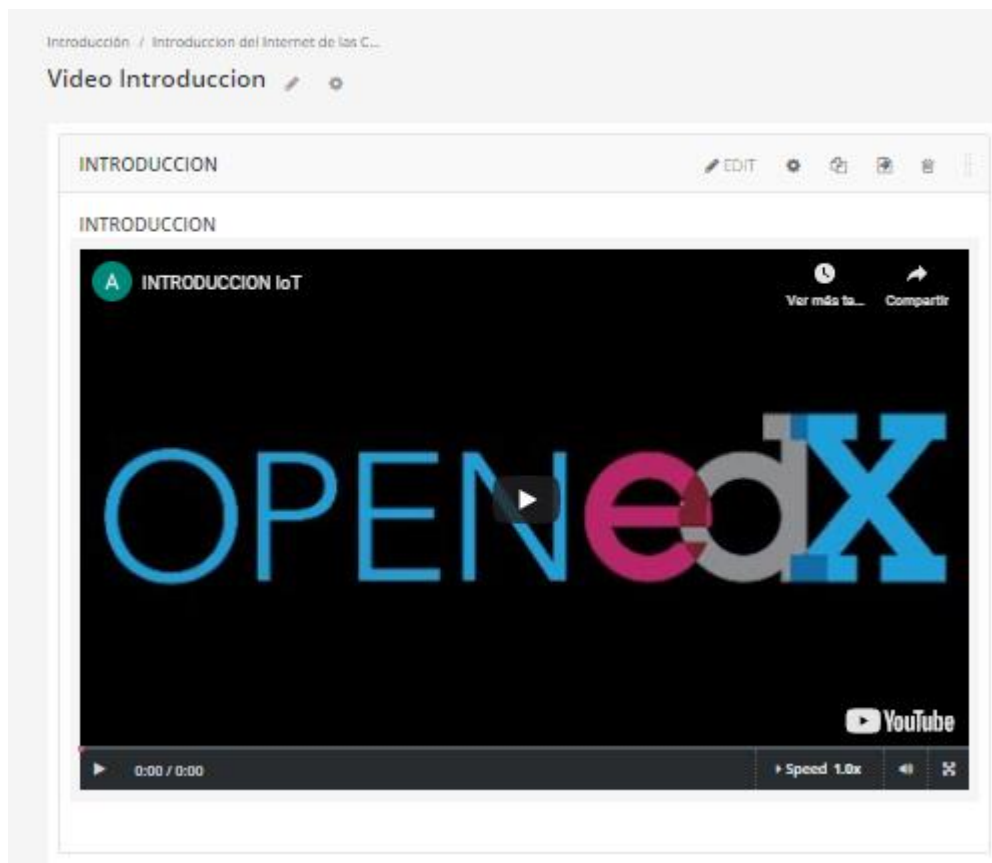 Introducción / Introduccion del Internet de las C...
Video Introduccion
INTRODUCCION
EDIT
INTRODUCCION
A INTRODUCCION IoT
Ver más ta... Compartir
OPENedX
YouTube
0:00 / 0:00
Speed 1.0x